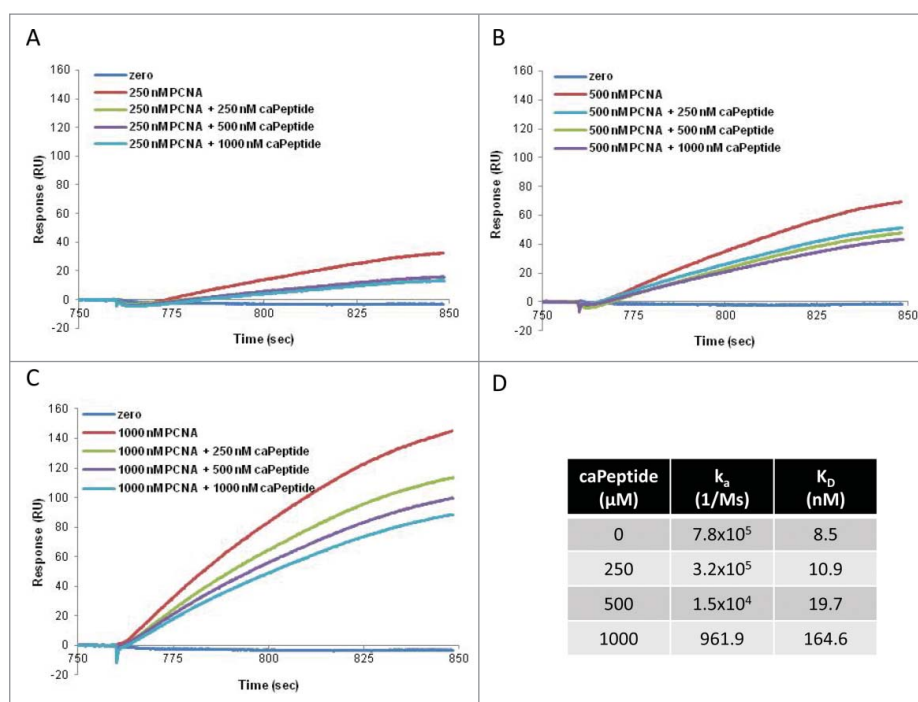 A
160
140
120
100
80
60
40
20
0
-20
Response (RU)
zero
250 nM PCNA
250 nM PCNA + 250 nM caPeptide
250 nM PCNA + 500 nM caPeptide
250 nM PCNA + 1000 nM caPeptide
750 775 800 825 850
Time (sec)
B
160
140
120
100
80
60
40
20
0
-20
Response (RU)
zero
500 nM PCNA
500 nM PCNA + 250 nM caPeptide
500 nM PCNA + 500 nM caPeptide
500 nM PCNA + 1000 nM caPeptide
750 775 800 825 850
Time (sec)
C
160
140
120
100
80
60
40
20
0
-20
Response (RU)
zero
1000 nM PCNA
1000 nM PCNA + 250 nM caPeptide
1000 nM PCNA + 500 nM caPeptide
1000 nM PCNA + 1000 nM caPeptide
750 775 800 825 850
Time (sec)
D
caPeptide (µM) ka (1/Ms) KD (nM)
0 7.8x10⁵ 8.5
250 3.2x10⁵ 10.9
500 1.5x10⁴ 19.7
1000 961.9 164.6